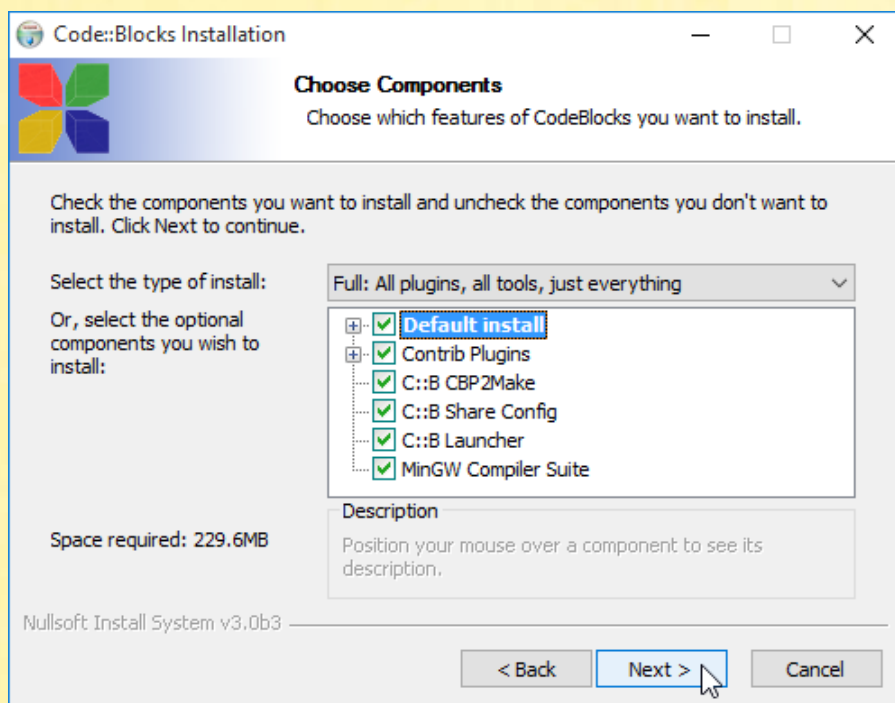 Code::Blocks Installation
Choose Components
Choose which features of CodeBlocks you want to install.
Check the components you want to install and uncheck the components you don't want to
install. Click Next to continue.
Select the type of install:
Full: All plugins, all tools, just everything
Or, select the optional
components you wish to
install:
Default install
Contrib Plugins
C::B CBP2Make
C::B Share Config
C::B Launcher
MinGW Compiler Suite
Space required: 229.6MB
Description
Position your mouse over a component to see its
description.
Nullsoft Install System v3.0b3
< Back
Next >
Cancel